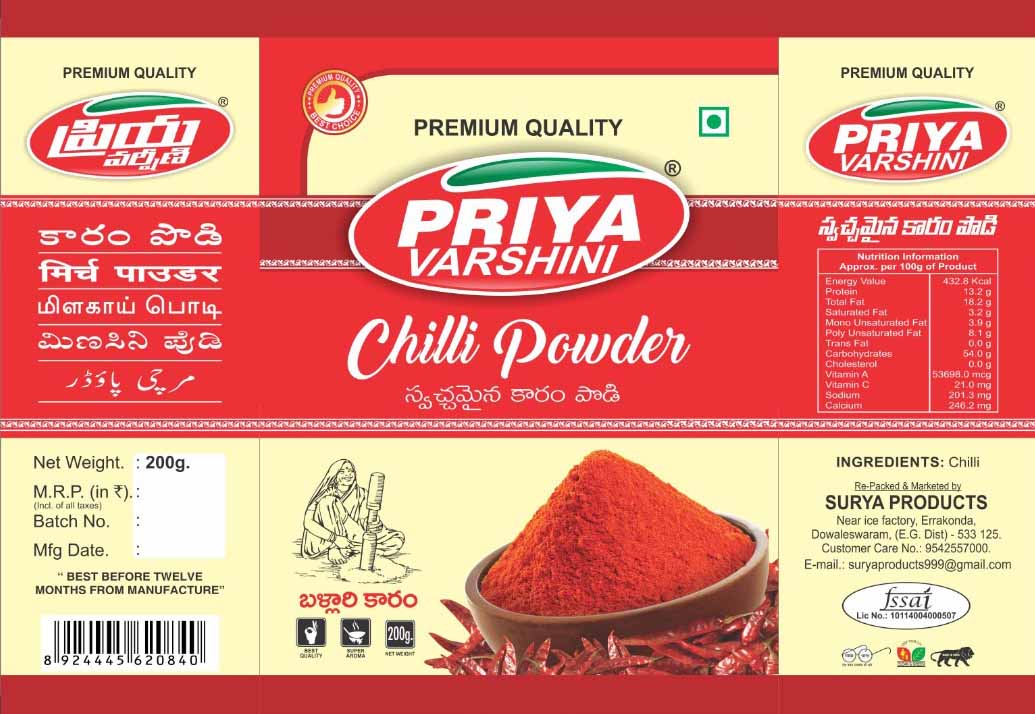 PREMIUM QUALITY
ప్రియ
వర్షిణి
®
కారం పొడి
मिर्च पाउडर
மிளகாய் பொடி
ಮಿಣಸಿನಿ ಪುಡಿ
مرچی پاؤڈر
Net Weight. : 200g.
M.R.P. (in ₹). :
(Incl. of all taxes)
Batch No. :
Mfg Date. :
“ BEST BEFORE TWELVE
MONTHS FROM MANUFACTURE”
8 924445 620840
PREMIUM QUALITY
BEST CHOICE
PREMIUM QUALITY
®
PRIYA
VARSHINI
Chilli Powder
స్వచ్చమైన కారం పొడి
బళ్లారి కారం
200g.
BEST
QUALITY
SUPER
AROMA
NET WEIGHT
PREMIUM QUALITY
®
PRIYA
VARSHINI
స్వచ్చమైన కారం పొడి
Nutrition Information
Approx. per 100g of Product
Energy Value 432.8 Kcal
Protein 13.2 g
Total Fat 18.2 g
Saturated Fat 3.2 g
Mono Unsaturated Fat 3.9 g
Poly Unsaturated Fat 8.1 g
Trans Fat 0.0 g
Carbohydrates 54.0 g
Cholesterol 0.0 g
Vitamin A 53698.0 mcg
Vitamin C 21.0 mg
Sodium 201.3 mg
Calcium 246.2 mg
INGREDIENTS: Chilli
Re-Packed & Marketed by
SURYA PRODUCTS
Near ice factory, Errakonda,
Dowaleswaram, (E.G. Dist) - 533 125.
Customer Care No.: 9542557000.
E-mail.: suryaproducts999@gmail.com
fssai
Lic No.: 10114004000507